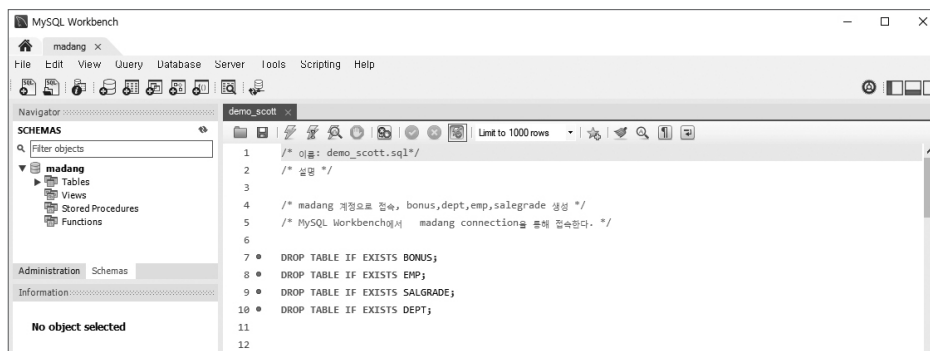 MySQL Workbench
madang ×
File Edit View Query Database Server Tools Scripting Help
Navigator
demo_scott ×
SCHEMAS
Limit to 1000 rows
Filter objects
madang
Tables
Views
Stored Procedures
Functions
Administration Schemas
Information
No object selected
1 /* 이름: demo_scott.sql*/
2 /* 설명 */
3
4 /* madang 계정으로 접속, bonus,dept,emp,salegrade 생성 */
5 /* MySQL Workbench에서 madang connection을 통해 접속한다. */
6
7 DROP TABLE IF EXISTS BONUS;
8 DROP TABLE IF EXISTS EMP;
9 DROP TABLE IF EXISTS SALGRADE;
10 DROP TABLE IF EXISTS DEPT;
11
12